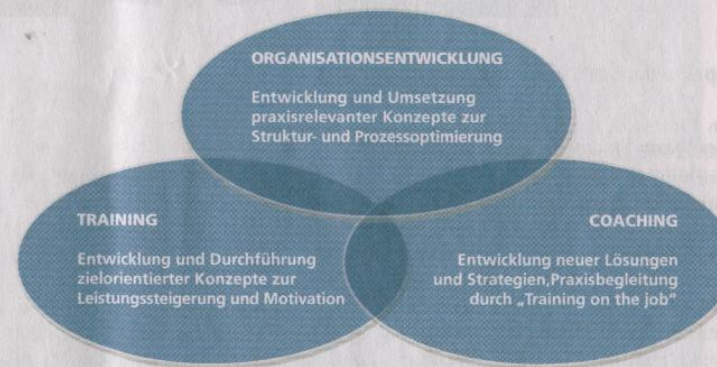 ORGANISATIONSENTWICKLUNG
Entwicklung und Umsetzung
praxisrelevanter Konzepte zur
Struktur- und Prozessoptimierung
TRAINING
Entwicklung und Durchführung
zielorientierter Konzepte zur
Leistungssteigerung und Motivation
COACHING
Entwicklung neuer Lösungen
und Strategien,Praxisbegleitung
durch „Training on the job"